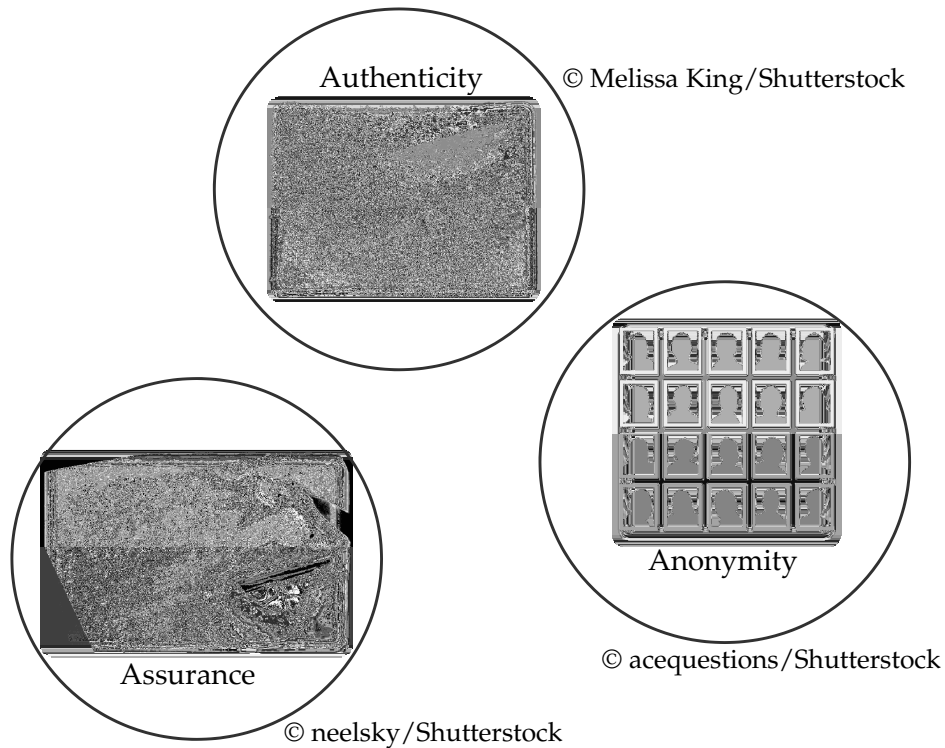 Authenticity
© Melissa King/Shutterstock
Anonymity
© acequestions/Shutterstock
Assurance
© neelsky/Shutterstock